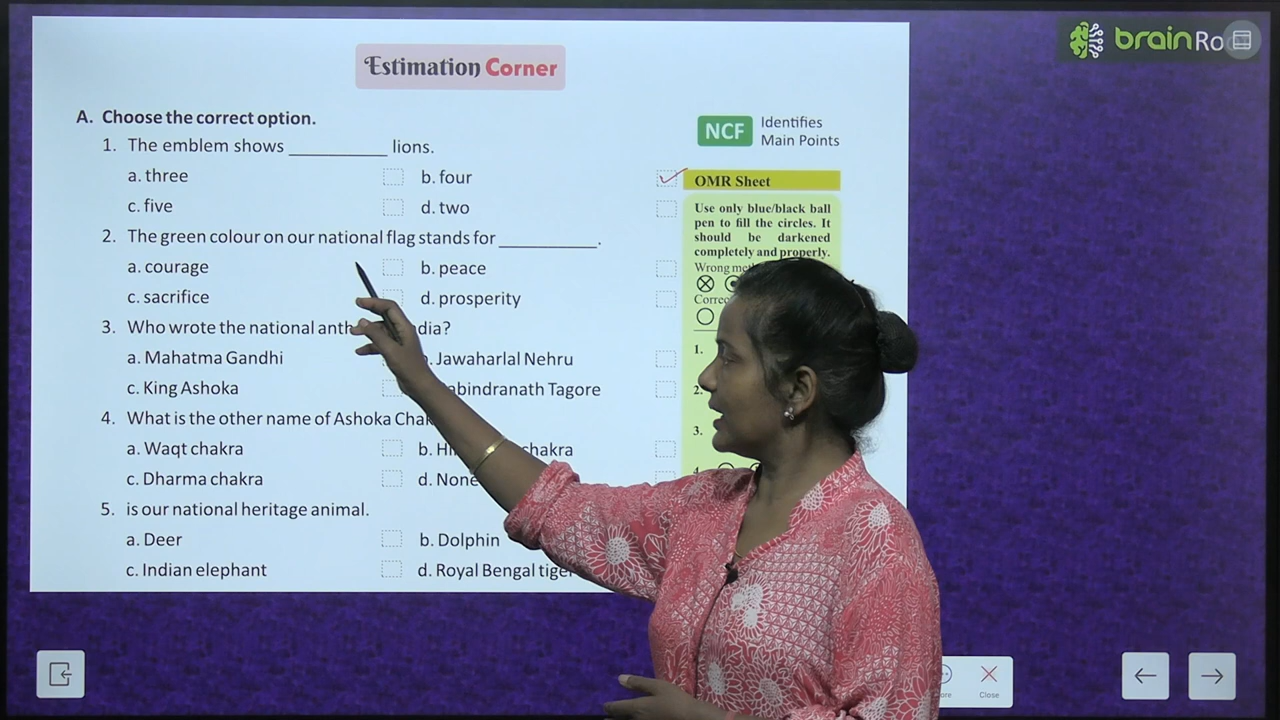 brainRo
Estimation Corner
A. Choose the correct option.
NCF Identifies
Main Points
1. The emblem shows __________ lions.
a. three b. four
c. five d. two
2. The green colour on our national flag stands for __________.
a. courage b. peace
c. sacrifice d. prosperity
3. Who wrote the national
a. Mahatma Gandhi Jawaharlal Nehru
c. King Ashoka Tagore
4. What is the other name of Ashoka
a. Waqt chakra b. chakra
c. Dharma chakra d. None
5. is our national heritage animal.
a. Deer b. Dolphin
c. Indian elephant d. Royal Bengal tiger
OMR Sheet
Use only blue/black ball
pen to fill the circles. It
should be darkened
completely and properly.
Wrong
1.
2.
3.
4
Close